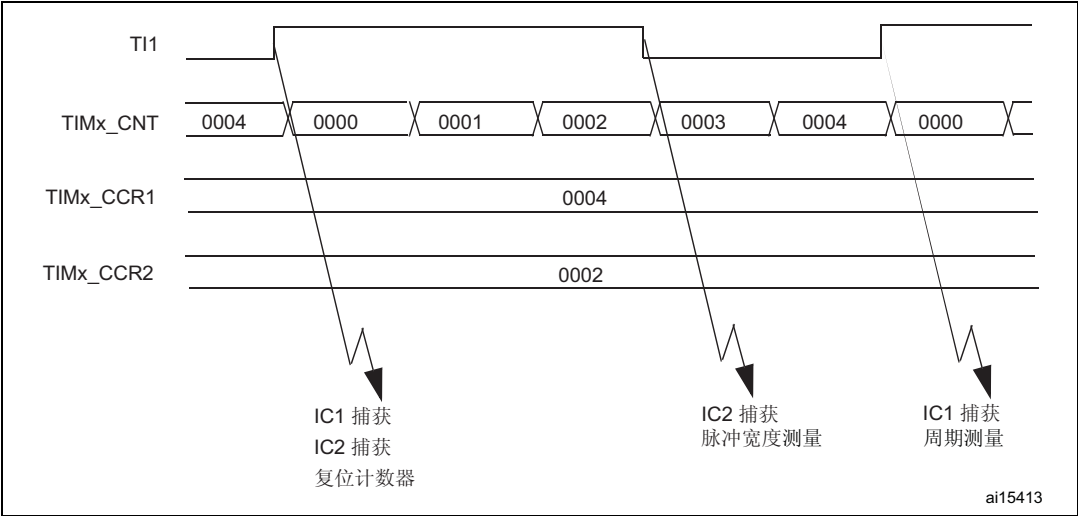 TI1
TIMx_CNT 0004 0000 0001 0002 0003 0004 0000
TIMx_CCR1 0004
TIMx_CCR2 0002
IC1 捕获
IC2 捕获
复位计数器
IC2 捕获
脉冲宽度测量
IC1 捕获
周期测量
ai15413